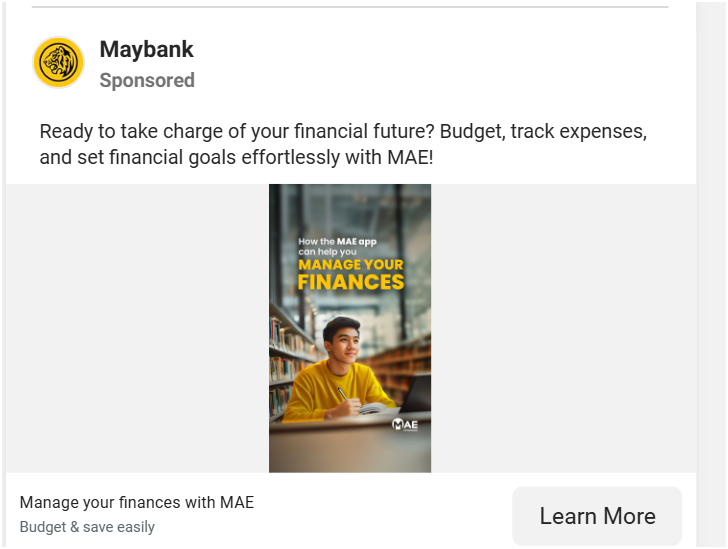 Maybank
Sponsored
Ready to take charge of your financial future? Budget, track expenses,
and set financial goals effortlessly with MAE!
How the MAE app
can help you
MANAGE YOUR
FINANCES
MAE
Manage your finances with MAE
Budget & save easily
Learn More